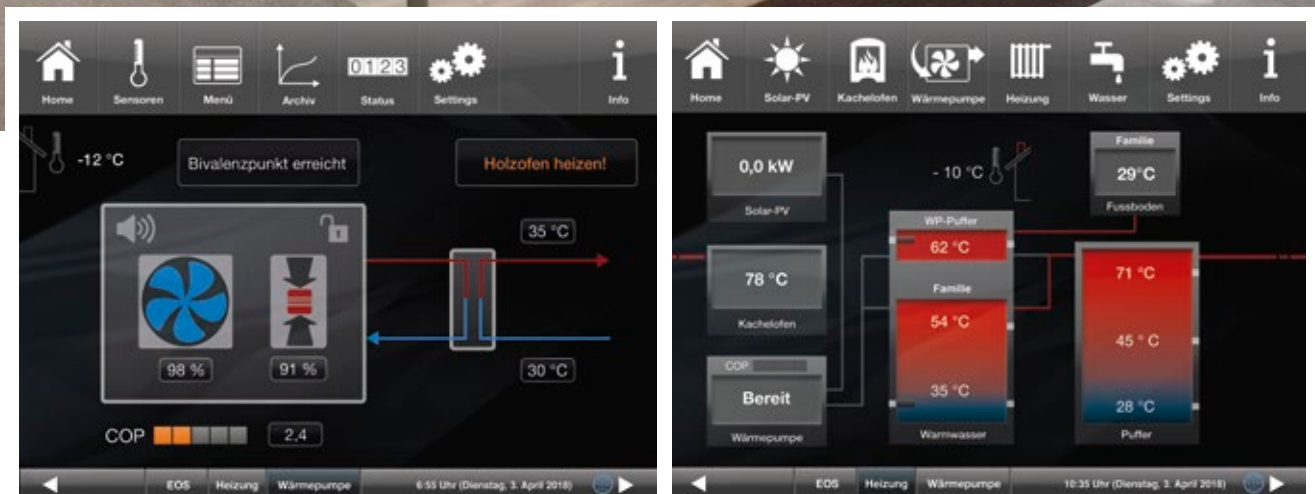 Home Sensoren Menü Archiv 0123 Status Settings i Info
-12 °C Bivalenzpunkt erreicht Holzofen heizen!
35 °C
98 % 91 %
30 °C
COP 2,4
EOS Heizung Wärmepumpe 6:55 Uhr (Dienstag, 3. April 2018)
Home Solar-PV Kachelofen Wärmepumpe Heizung Wasser Settings i Info
0,0 kW
Solar-PV
- 10 °C
Familie
29°C
Fussboden
WP-Puffer
62 °C
78 °C
Kachelofen
Familie
54 °C
35 °C
Warmwasser
71 °C
45 ° C
28 °C
Puffer
COP
Bereit
Wärmepumpe
EOS Heizung Wärmepumpe 10:35 Uhr (Dienstag, 3. April 2018)